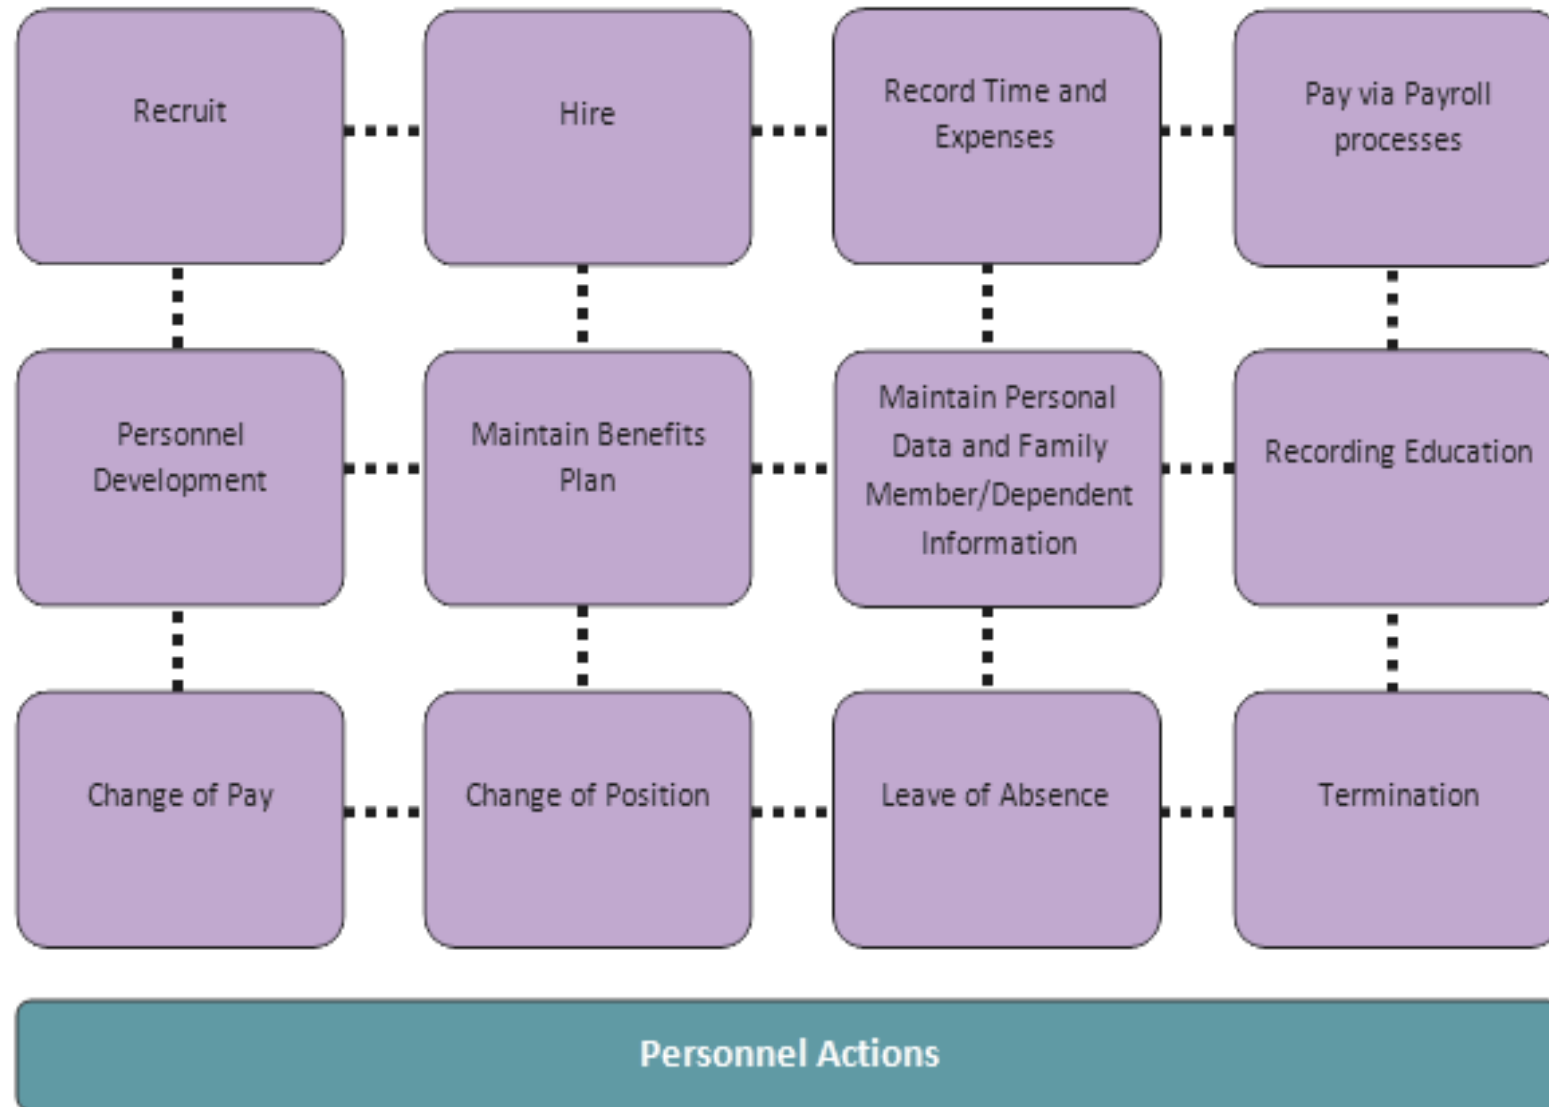 Recruit
Hire
Record Time and
Expenses
Pay via Payroll
processes
Personnel
Development
Maintain Benefits
Plan
Maintain Personal
Data and Family
Member/Dependent
Information
Recording Education
Change of Pay
Change of Position
Leave of Absence
Termination
Personnel Actions